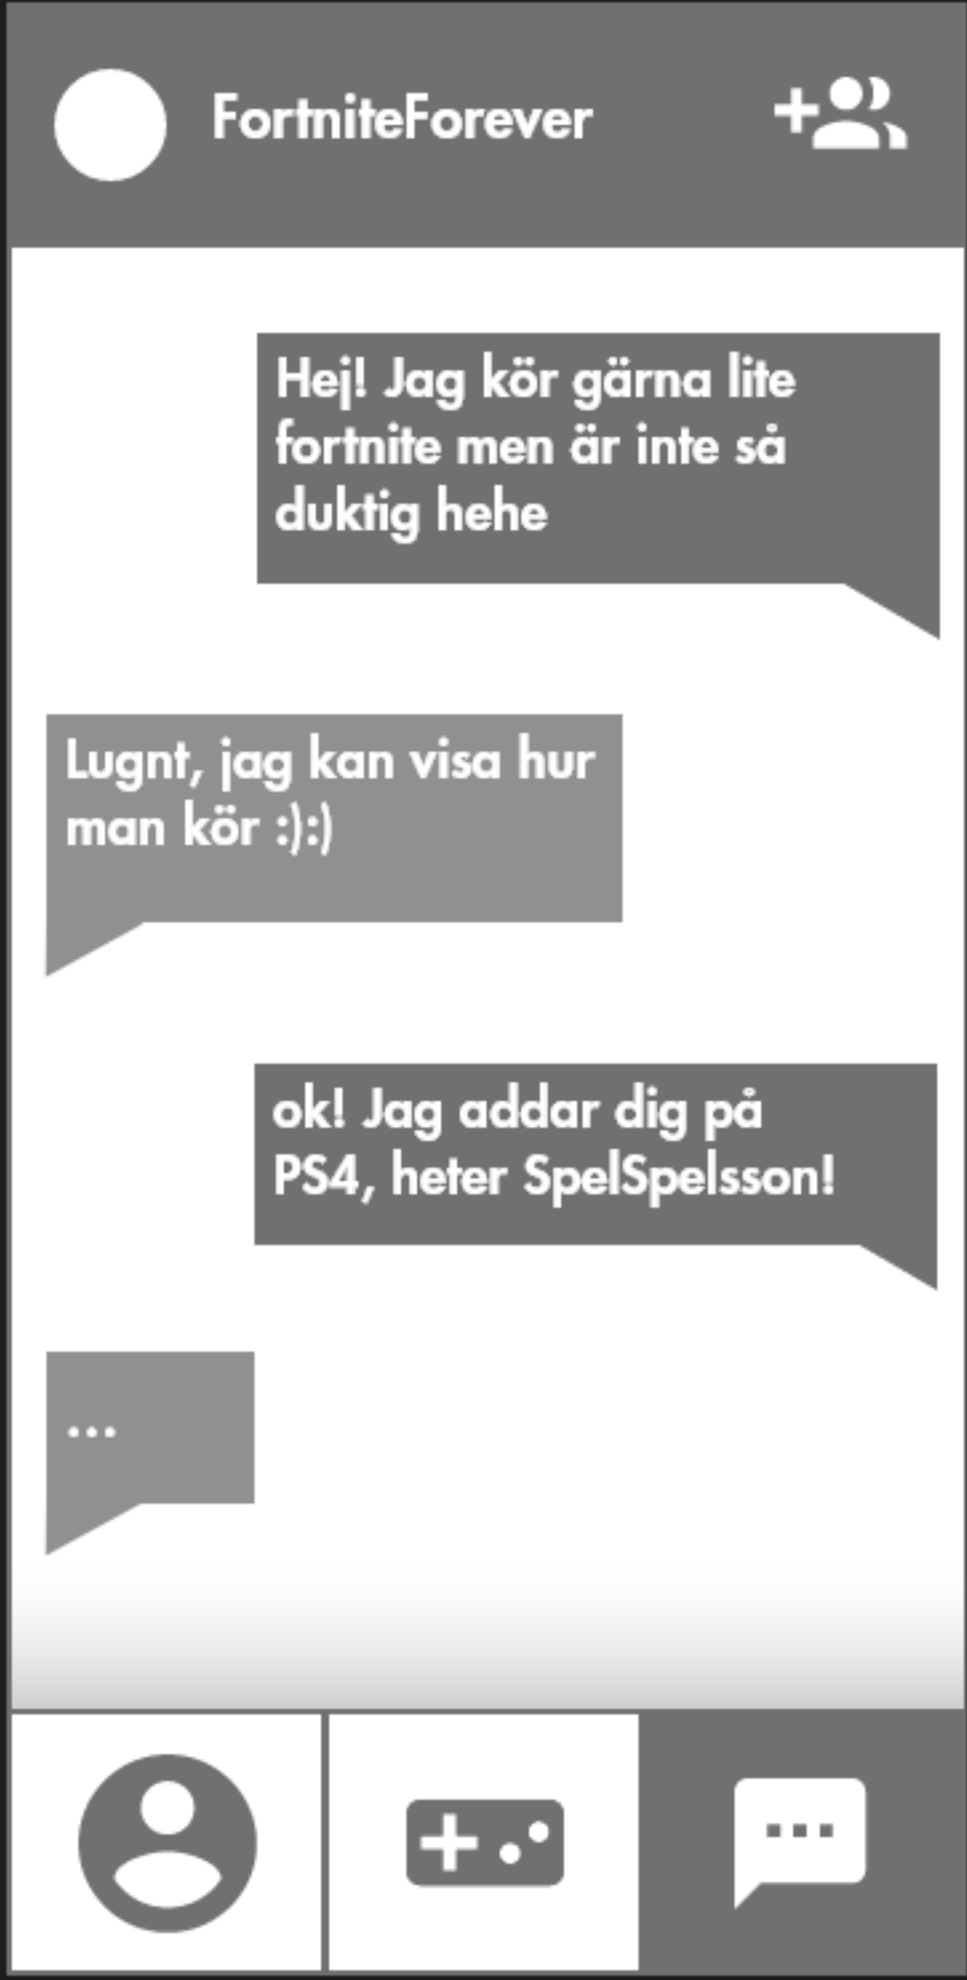 FortniteForever
Hej! Jag kör gärna lite
fortnite men är inte så
duktig hehe
Lugnt, jag kan visa hur
man kör :):)
ok! Jag addar dig på
PS4, heter SpelSpelsson!
...